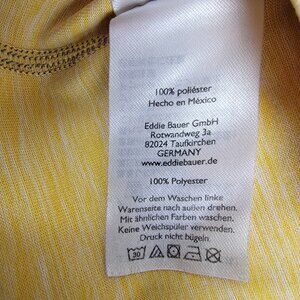 100% poliéster
Hecho en México
Eddie Bauer GmbH
Rotwandweg 3a
82024 Taufkirchen
GERMANY
www.eddiebauer.de
100% Polyester
Vor dem Waschen linke
Warenseite nach außen drehen.
Mit ähnlichen Farben waschen.
Keine Weichspüler verwenden.
Druck nicht bügeln.
30